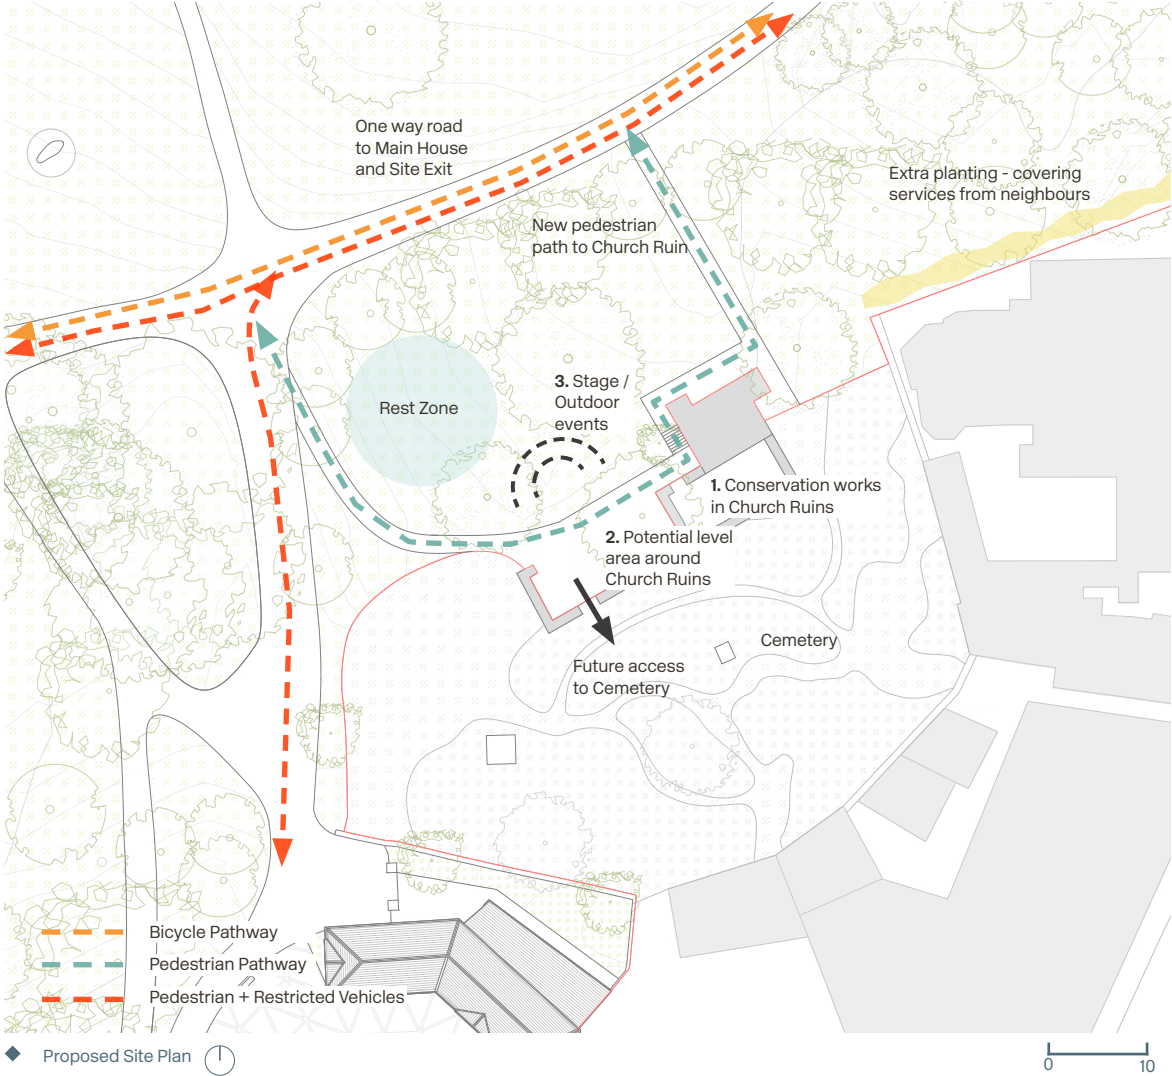 One way road
to Main House
and Site Exit
Extra planting - covering
services from neighbours
New pedestrian
path to Church Ruin
Rest Zone
3. Stage /
Outdoor
events
1. Conservation works
in Church Ruins
2. Potential level
area around
Church Ruins
Cemetery
Future access
to Cemetery
Bicycle Pathway
Pedestrian Pathway
Pedestrian + Restricted Vehicles
Proposed Site Plan
0 10